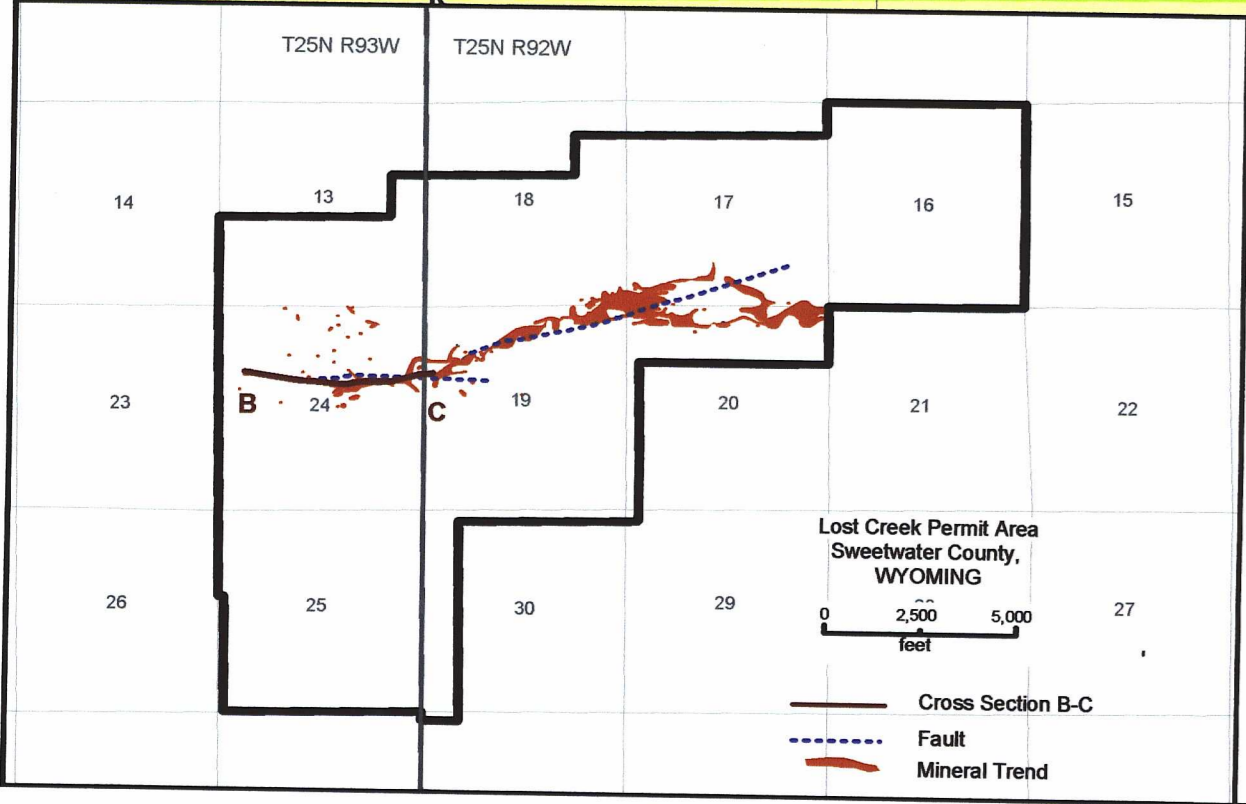 T25N R93W
T25N R92W
14
13
18
17
16
15
23
B
24
C
19
20
21
22
Lost Creek Permit Area
Sweetwater County,
WYOMING
26
25
30
29
27
0
2,500
5,000
feet
Cross Section B-C
Fault
Mineral Trend